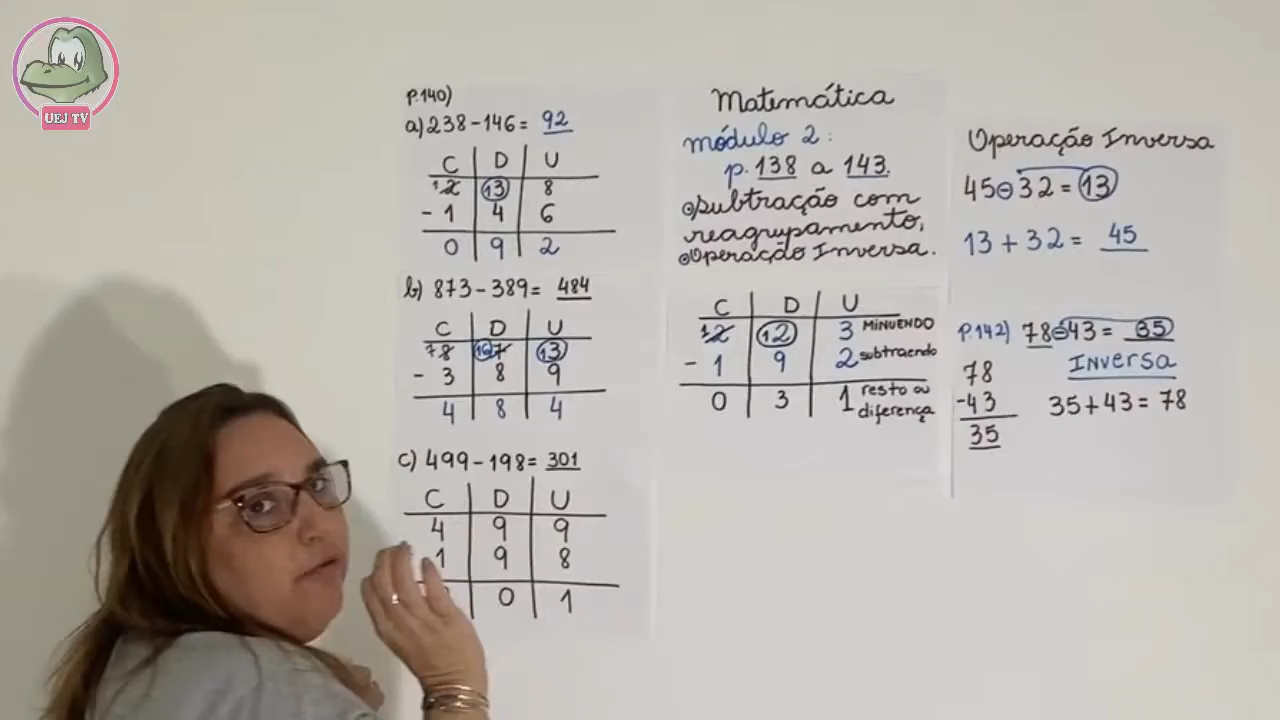 UEJ TV
p.140)
a) 238 - 146 = 92
C D U
12 13 8
- 1 4 6
0 9 2
b) 873 - 389 = 484
C D U
78 167 13
- 3 8 9
4 8 4
c) 499 - 198 = 301
C D U
4 9 9
1 9 8
0 1
Matemática
módulo 2:
p. 138 a 143.
subtração com
reagrupamento,
Operação Inversa.
C D U
12 12 3 MINUENDO
- 1 9 2 subtraendo
0 3 1 resto ou
diferença
Operação Inversa
45 - 32 = 13
13 + 32 = 45
p.142) 78 - 43 = 35
INVERSA
78
-43
35
35 + 43 = 78